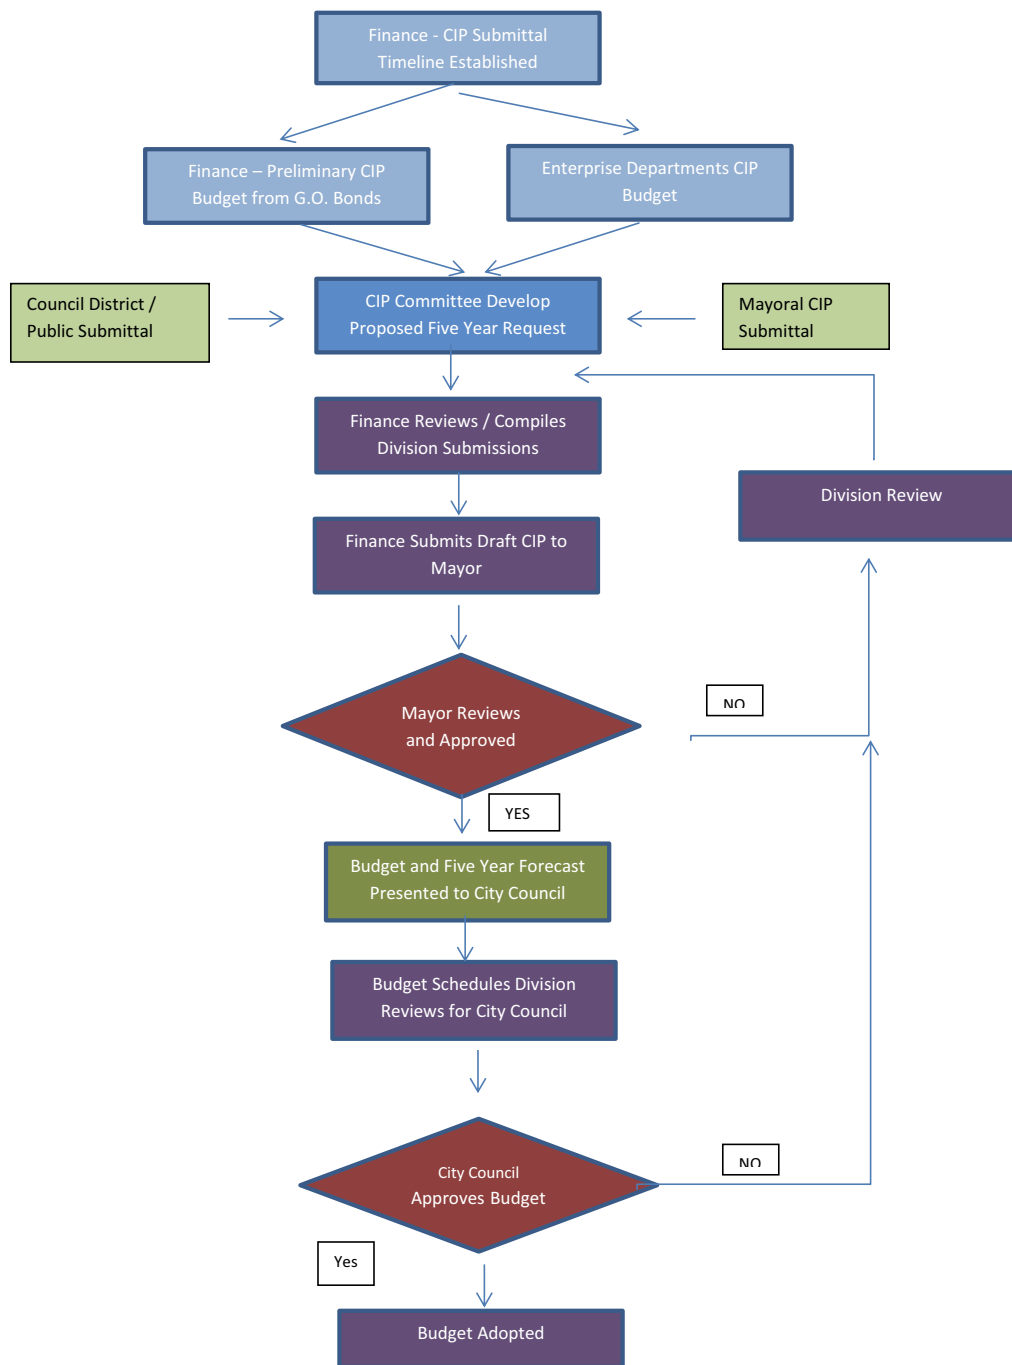 Finance - CIP Submittal
Timeline Established
Finance – Preliminary CIP
Budget from G.O. Bonds
Enterprise Departments CIP
Budget
Council District /
Public Submittal
CIP Committee Develop
Proposed Five Year Request
Mayoral CIP
Submittal
Finance Reviews / Compiles
Division Submissions
Division Review
Finance Submits Draft CIP to
Mayor
Mayor Reviews
and Approved
NO
YES
Budget and Five Year Forecast
Presented to City Council
Budget Schedules Division
Reviews for City Council
City Council
Approves Budget
NO
Yes
Budget Adopted